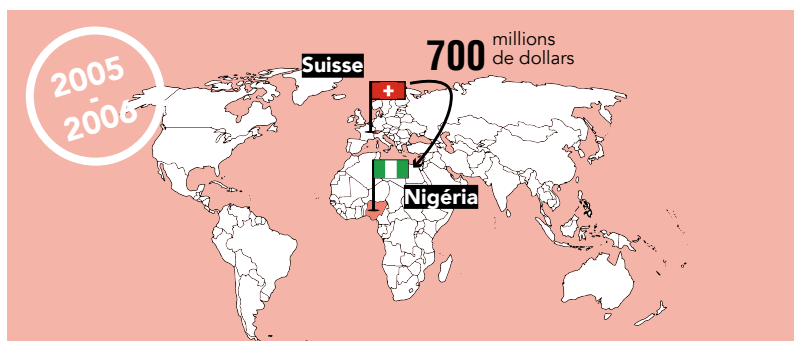 2005
-
2006
Suisse
700 millions
de dollars
Nigéria